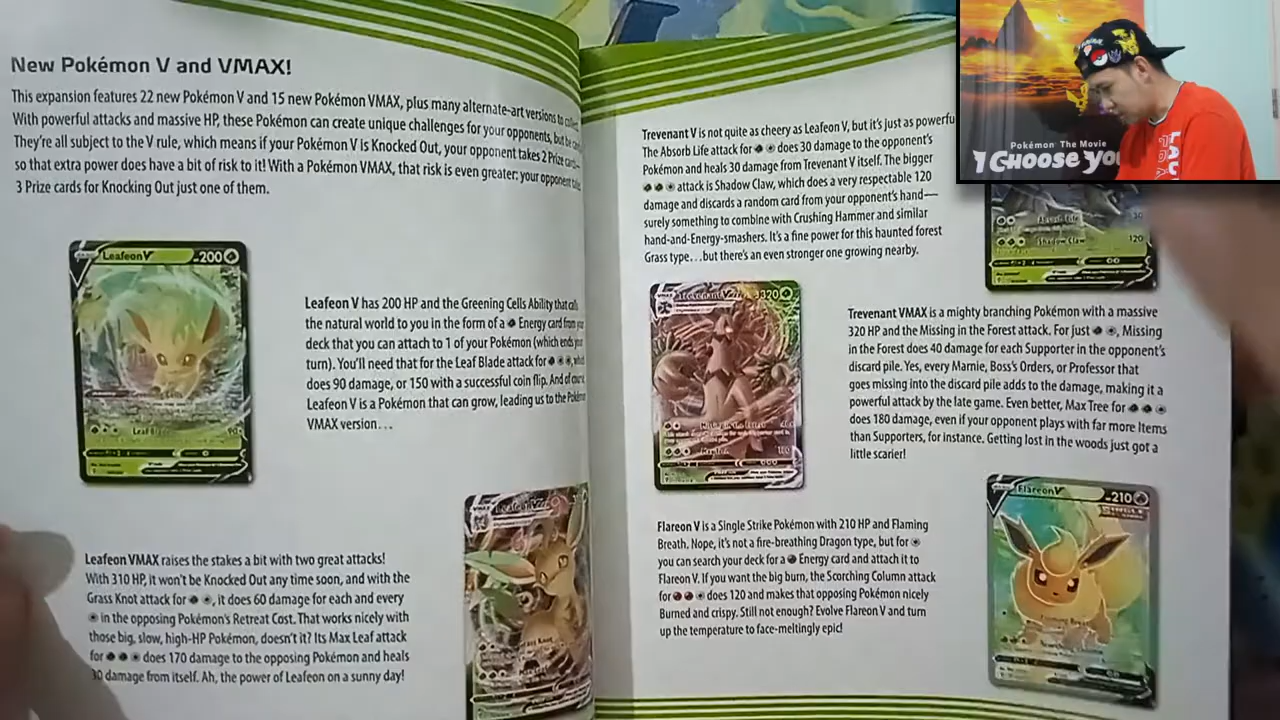 New Pokémon V and VMAX!
This expansion features 22 new Pokémon V and 15 new Pokémon VMAX, plus many alternate-art versions to
With powerful attacks and massive HP, these Pokémon can create unique challenges for your opponents, but be
They're all subject to the V rule, which means if your Pokémon V is Knocked Out, your opponent takes 2 Prize cards—
so that extra power does have a bit of risk to it! With a Pokémon VMAX, that risk is even greater: your opponent takes
3 Prize cards for Knocking Out just one of them.
Leafeon V 200
Leaf Blade 90
Leafeon V has 200 HP and the Greening Cells Ability that calls
the natural world to you in the form of a Energy card from your
deck that you can attach to 1 of your Pokémon (which ends your
turn). You'll need that for the Leaf Blade attack for , which
does 90 damage, or 150 with a successful coin flip. And of course
Leafeon V is a Pokémon that can grow, leading us to the Pokémon
VMAX version…
Leafeon VMAX raises the stakes a bit with two great attacks!
With 310 HP, it won't be Knocked Out any time soon, and with the
Grass Knot attack for , it does 60 damage for each and every
in the opposing Pokémon's Retreat Cost. That works nicely with
those big, slow, high-HP Pokémon, doesn't it? Its Max Leaf attack
for does 170 damage to the opposing Pokémon and heals
30 damage from itself. Ah, the power of Leafeon on a sunny day!
Trevenant V is not quite as cheery as Leafeon V, but it's just as powerfu
The Absorb Life attack for does 30 damage to the opponent's
Pokémon and heals 30 damage from Trevenant V itself. The bigger
attack is Shadow Claw, which does a very respectable 120
damage and discards a random card from your opponent's hand—
surely something to combine with Crushing Hammer and similar
hand-and-Energy-smashers. It's a fine power for this haunted forest
Grass type…but there's an even stronger one growing nearby.
Absorb Life 30
Shadow Claw 120
Trevenant 320
Trevenant VMAX is a mighty branching Pokémon with a massive
320 HP and the Missing in the Forest attack. For just , Missing
in the Forest does 40 damage for each Supporter in the opponent's
discard pile. Yes, every Marnie, Boss's Orders, or Professor that
goes missing into the discard pile adds to the damage, making it a
powerful attack by the late game. Even better, Max Tree for
does 180 damage, even if your opponent plays with far more Items
than Supporters, for instance. Getting lost in the woods just got a
little scarier!
Flareon V is a Single Strike Pokémon with 210 HP and Flaming
Breath. Nope, it's not a fire-breathing Dragon type, but for
you can search your deck for a Energy card and attach it to
Flareon V. If you want the big burn, the Scorching Column attack
for does 120 and makes that opposing Pokémon nicely
Burned and crispy. Still not enough? Evolve Flareon V and turn
up the temperature to face-meltingly epic!
Flareon V 210
Pokémon The Movie
I CHOOSE YOU